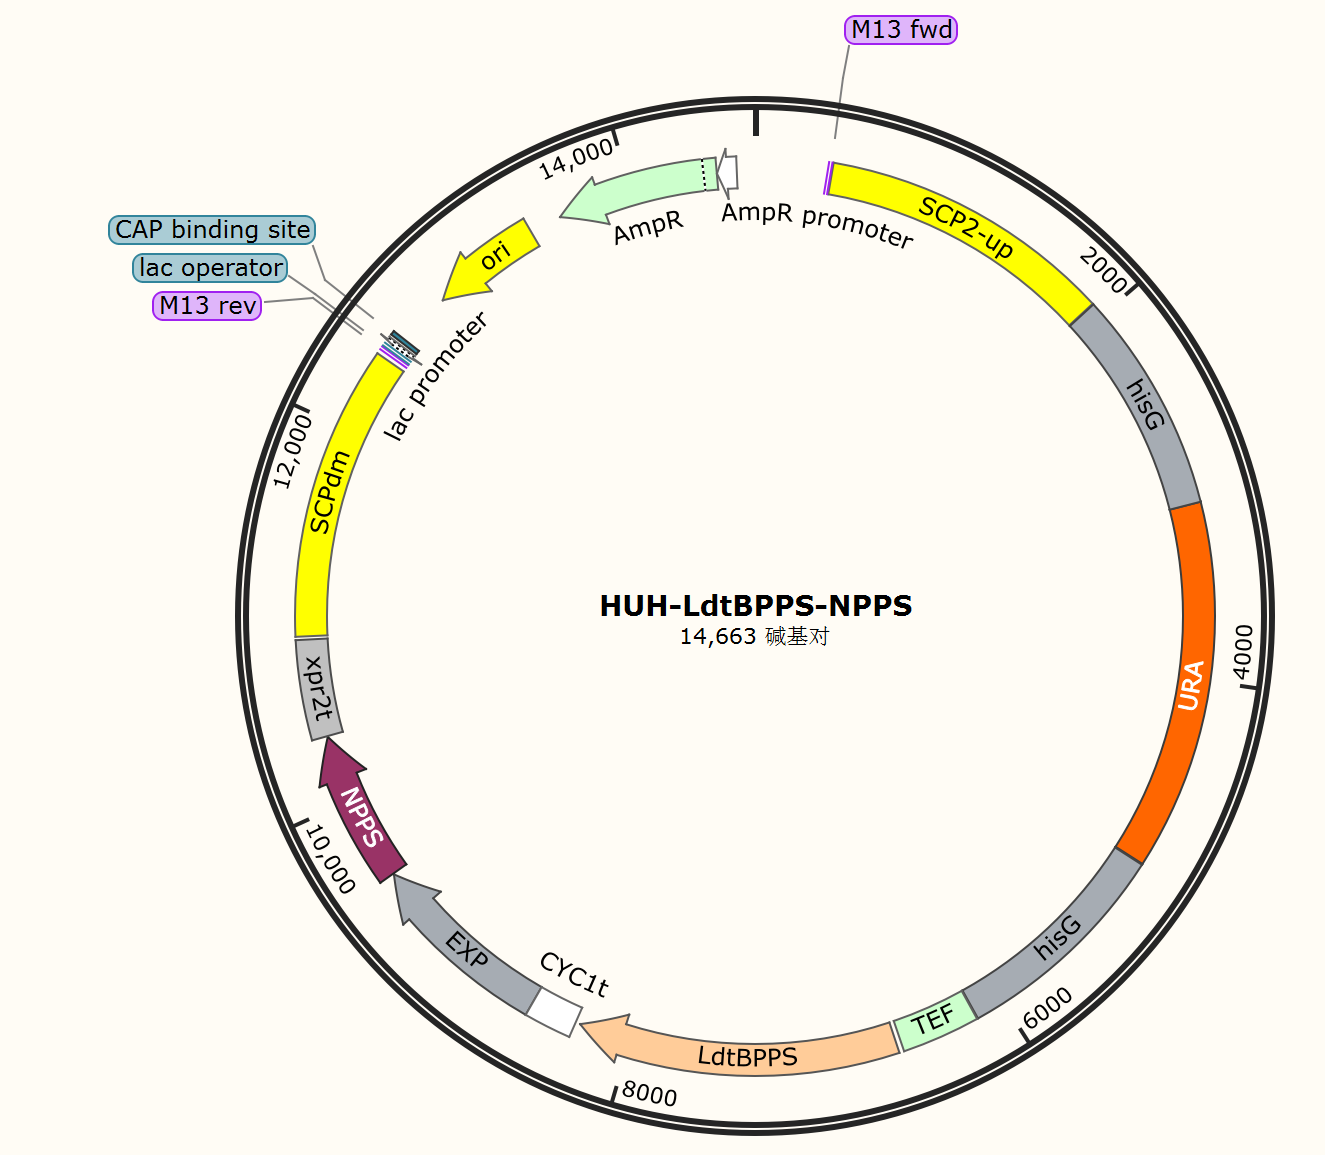 M13 fwd
14,000
AmpR
AmpR promoter
SCP2-up
2000
CAP binding site
lac operator
M13 rev
ori
lac promoter
hisG
12,000
SCPdm
HUH-LdtBPPS-NPPS
14,663 碱基对
4000
URA
xpr2t
NPPS
10,000
EXP
CYC1t
hisG
TEF
6000
LdtBPPS
8000